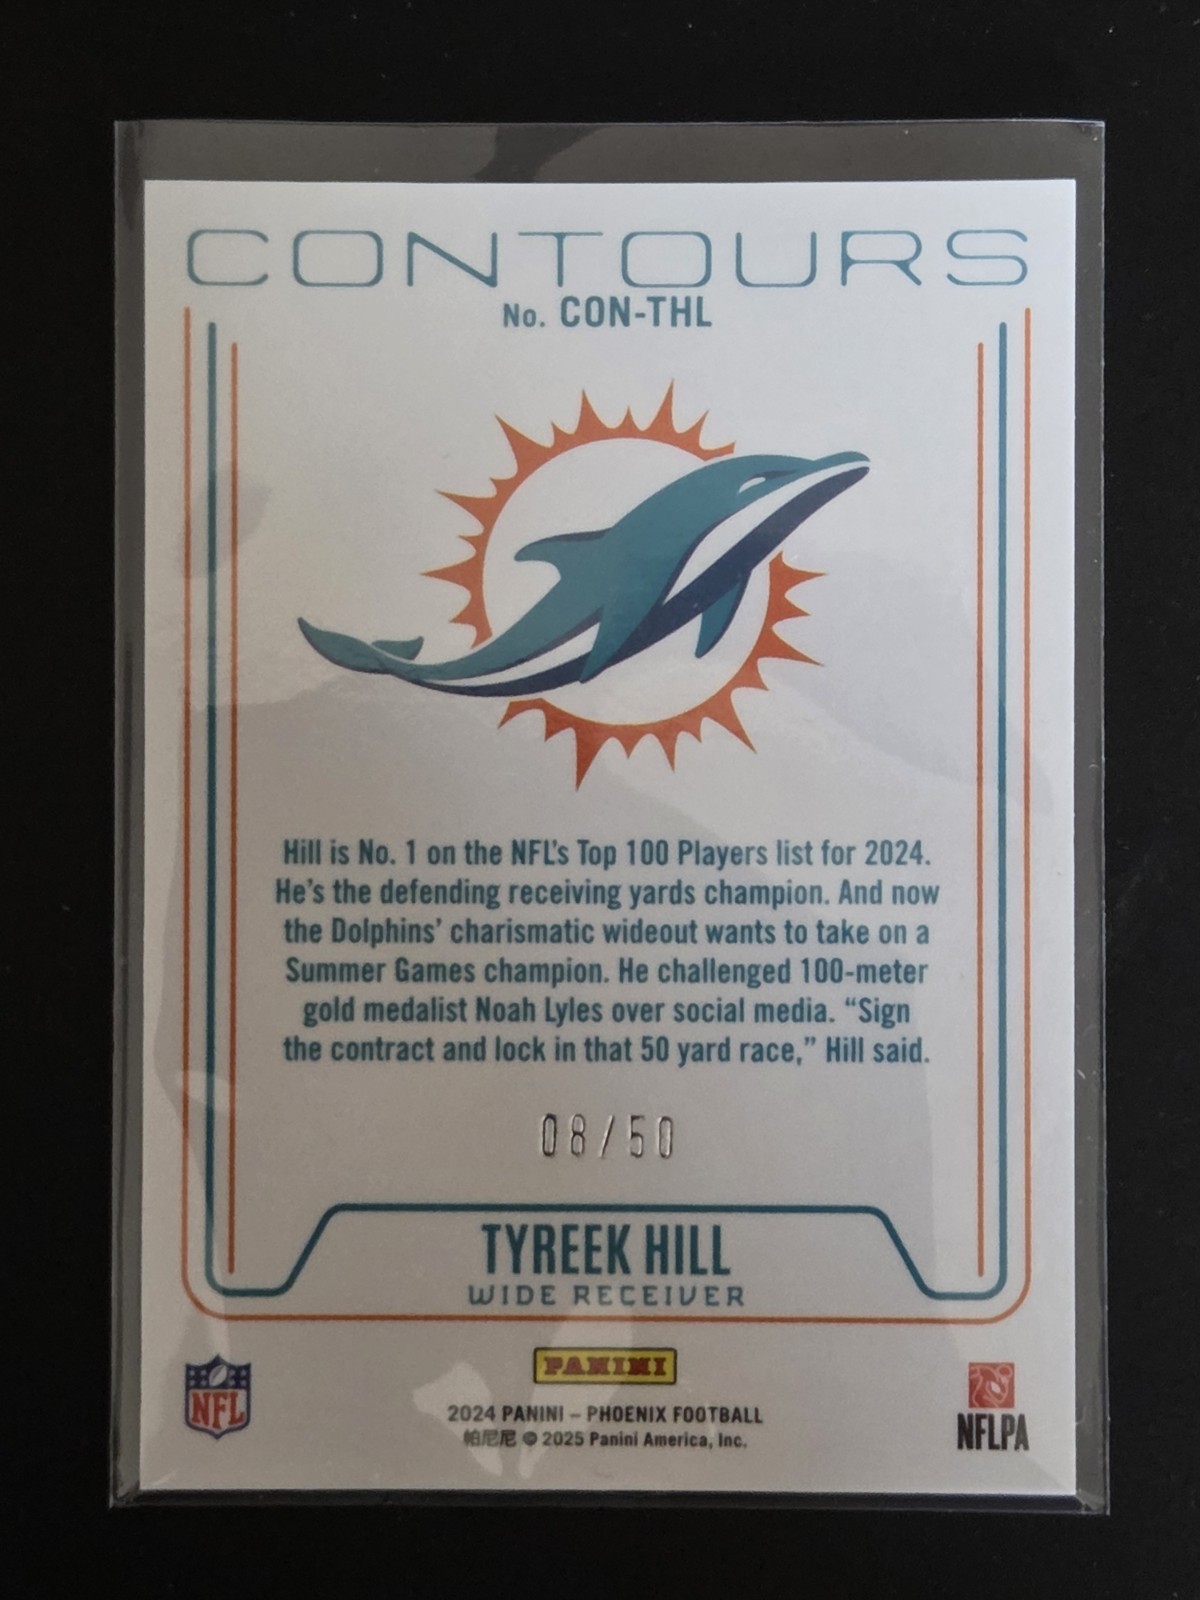 CONTOURS
No. CON-THL
Hill is No. 1 on the NFL's Top 100 Players list for 2024.
He's the defending receiving yards champion. And now
the Dolphins' charismatic wideout wants to take on a
Summer Games champion. He challenged 100-meter
gold medalist Noah Lyles over social media. “Sign
the contract and lock in that 50 yard race,” Hill said.
08/50
TYREEK HILL
WIDE RECEIVER
PANINI
NFL
2024 PANINI – PHOENIX FOOTBALL
帕尼尼 © 2025 Panini America, Inc.
NFLPA